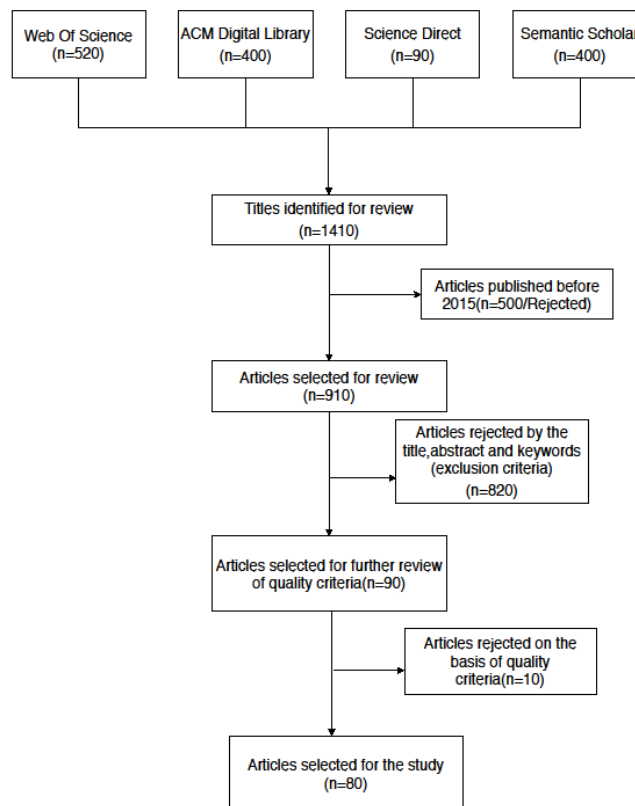 Web Of Science
(n=520)
ACM Digital Library
(n=400)
Science Direct
(n=90)
Semantic Scholar
(n=400)
Titles identified for review
(n=1410)
Articles published before
2015(n=500/Rejected)
Articles selected for review
(n=910)
Articles rejected by the
title,abstract and keywords
(exclusion criteria)
(n=820)
Articles selected for further review
of quality criteria(n=90)
Articles rejected on the
basis of quality
criteria(n=10)
Articles selected for the study
(n=80)